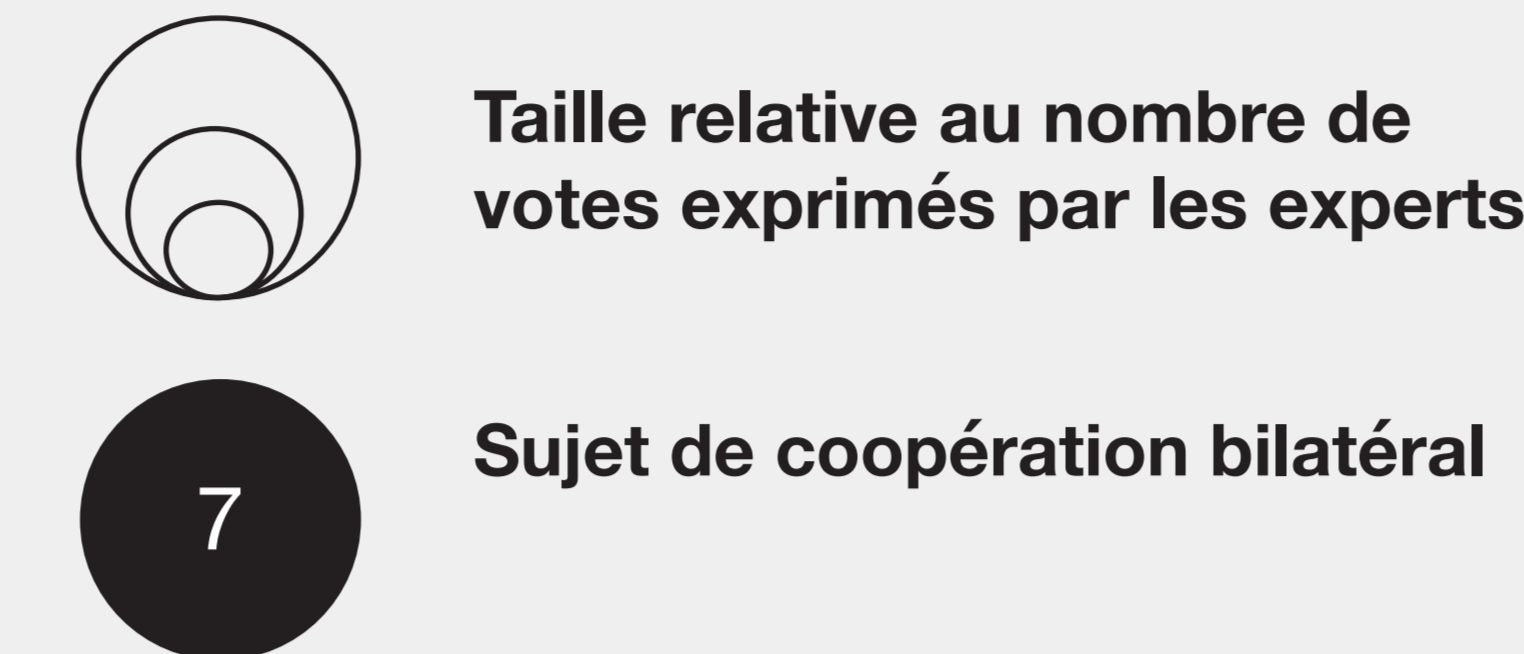 Taille relative au nombre de
votes exprimés par les experts
7
Sujet de coopération bilatéral